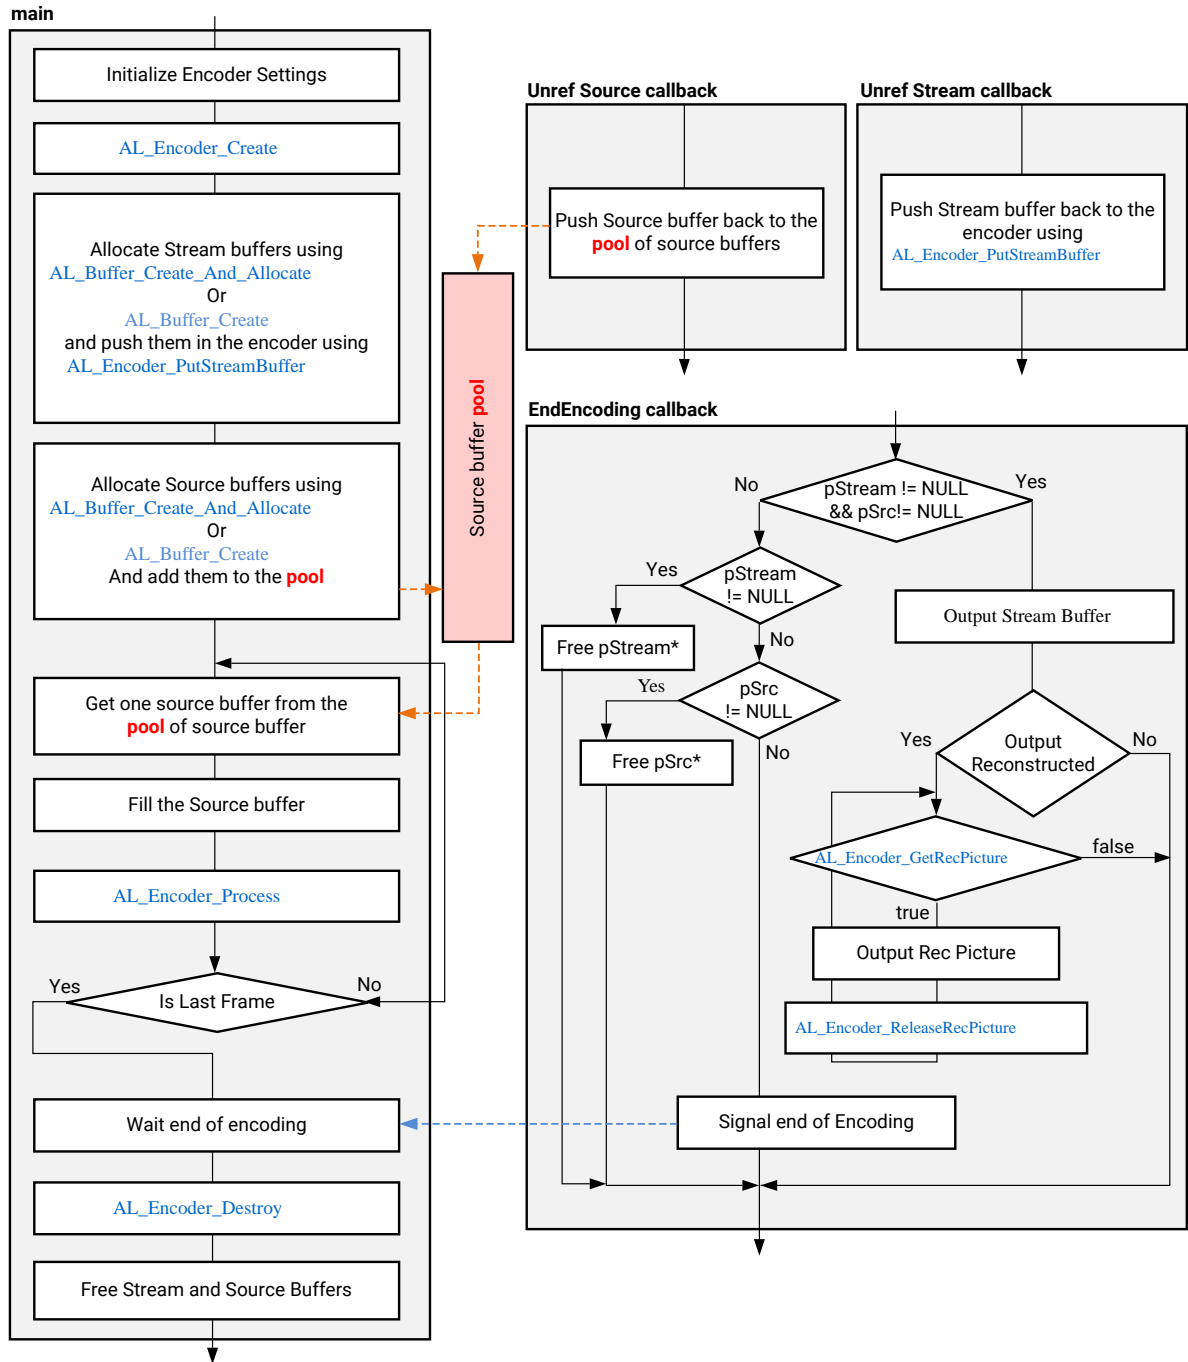 main
Initialize Encoder Settings
AL_Encoder_Create
Allocate Stream buffers using
AL_Buffer_Create_And_Allocate
Or
AL_Buffer_Create
and push them in the encoder using
AL_Encoder_PutStreamBuffer
Allocate Source buffers using
AL_Buffer_Create_And_Allocate
Or
AL_Buffer_Create
And add them to the pool
Get one source buffer from the
pool of source buffer
Fill the Source buffer
AL_Encoder_Process
Yes
Is Last Frame
No
Wait end of encoding
AL_Encoder_Destroy
Free Stream and Source Buffers
Source buffer pool
Unref Source callback
Push Source buffer back to the
pool of source buffers
Unref Stream callback
Push Stream buffer back to the
encoder using
AL_Encoder_PutStreamBuffer
EndEncoding callback
No
pStream != NULL
&& pSrc!= NULL
Yes
Yes
pStream
!= NULL
Free pStream*
No
Yes
pSrc
!= NULL
Free pSrc*
No
Output Stream Buffer
Yes
Output
Reconstructed
No
AL_Encoder_GetRecPicture
false
true
Output Rec Picture
AL_Encoder_ReleaseRecPicture
Signal end of Encoding